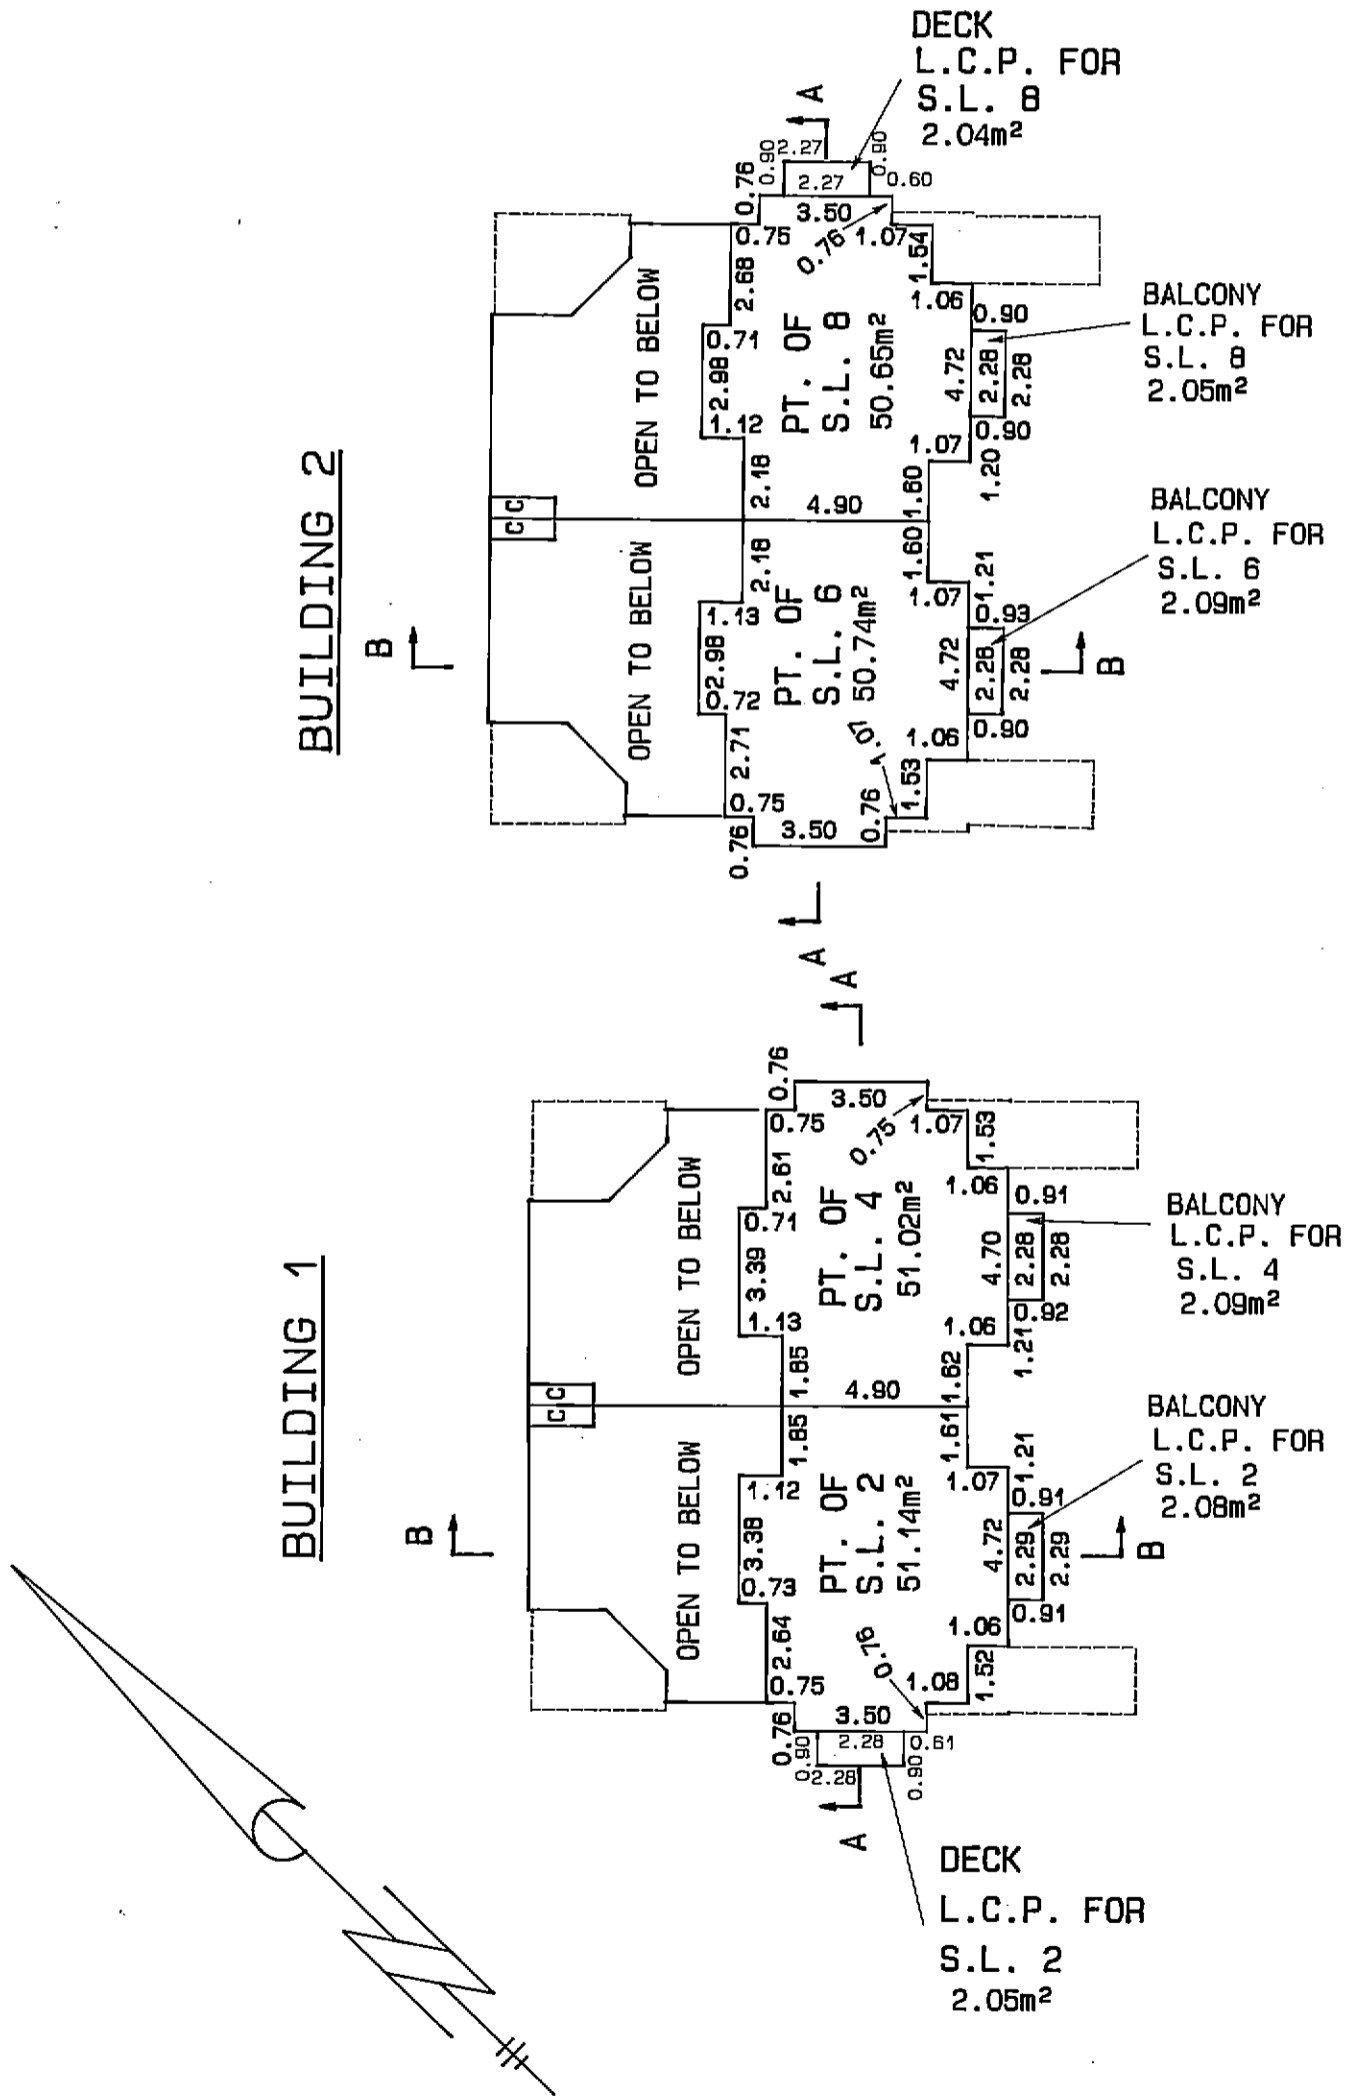 BUILDING 2
B
C
C
OPEN TO BELOW
OPEN TO BELOW
DECK
L.C.P. FOR
S.L. 8
2.04m²
A
0.90
2.27
0.90
0.76
2.27
0.60
3.50
0.75
0.76
1.07
1.54
2.68
1.06
0.90
0.71
2.98
1.12
PT. OF
S.L. 8
50.65m²
4.72
2.28
2.28
BALCONY
L.C.P. FOR
S.L. 8
2.05m²
0.90
1.07
1.20
2.18
1.60
4.90
2.18
1.60
1.07
1.21
0.93
BALCONY
L.C.P. FOR
S.L. 6
2.09m²
1.13
2.98
0.72
PT. OF
S.L. 6
50.74m²
4.72
2.28
2.28
B
0.90
1.06
2.71
1.07
1.53
0.75
0.76
0.76
3.50
A
BUILDING 1
B
C
C
OPEN TO BELOW
OPEN TO BELOW
A
0.76
3.50
0.75
0.75
1.07
1.53
2.61
1.06
0.91
0.71
3.39
1.13
PT. OF
S.L. 4
51.02m²
4.70
2.28
2.28
BALCONY
L.C.P. FOR
S.L. 4
2.09m²
0.92
1.06
1.21
1.85
1.62
4.90
1.85
1.61
1.21
1.07
0.91
BALCONY
L.C.P. FOR
S.L. 2
2.08m²
1.12
3.38
0.73
PT. OF
S.L. 2
51.14m²
4.72
2.29
2.29
B
0.91
1.06
2.64
0.76
1.08
1.52
0.75
0.76
3.50
0.90
2.28
0.61
2.28
0.90
A
DECK
L.C.P. FOR
S.L. 2
2.05m²
N